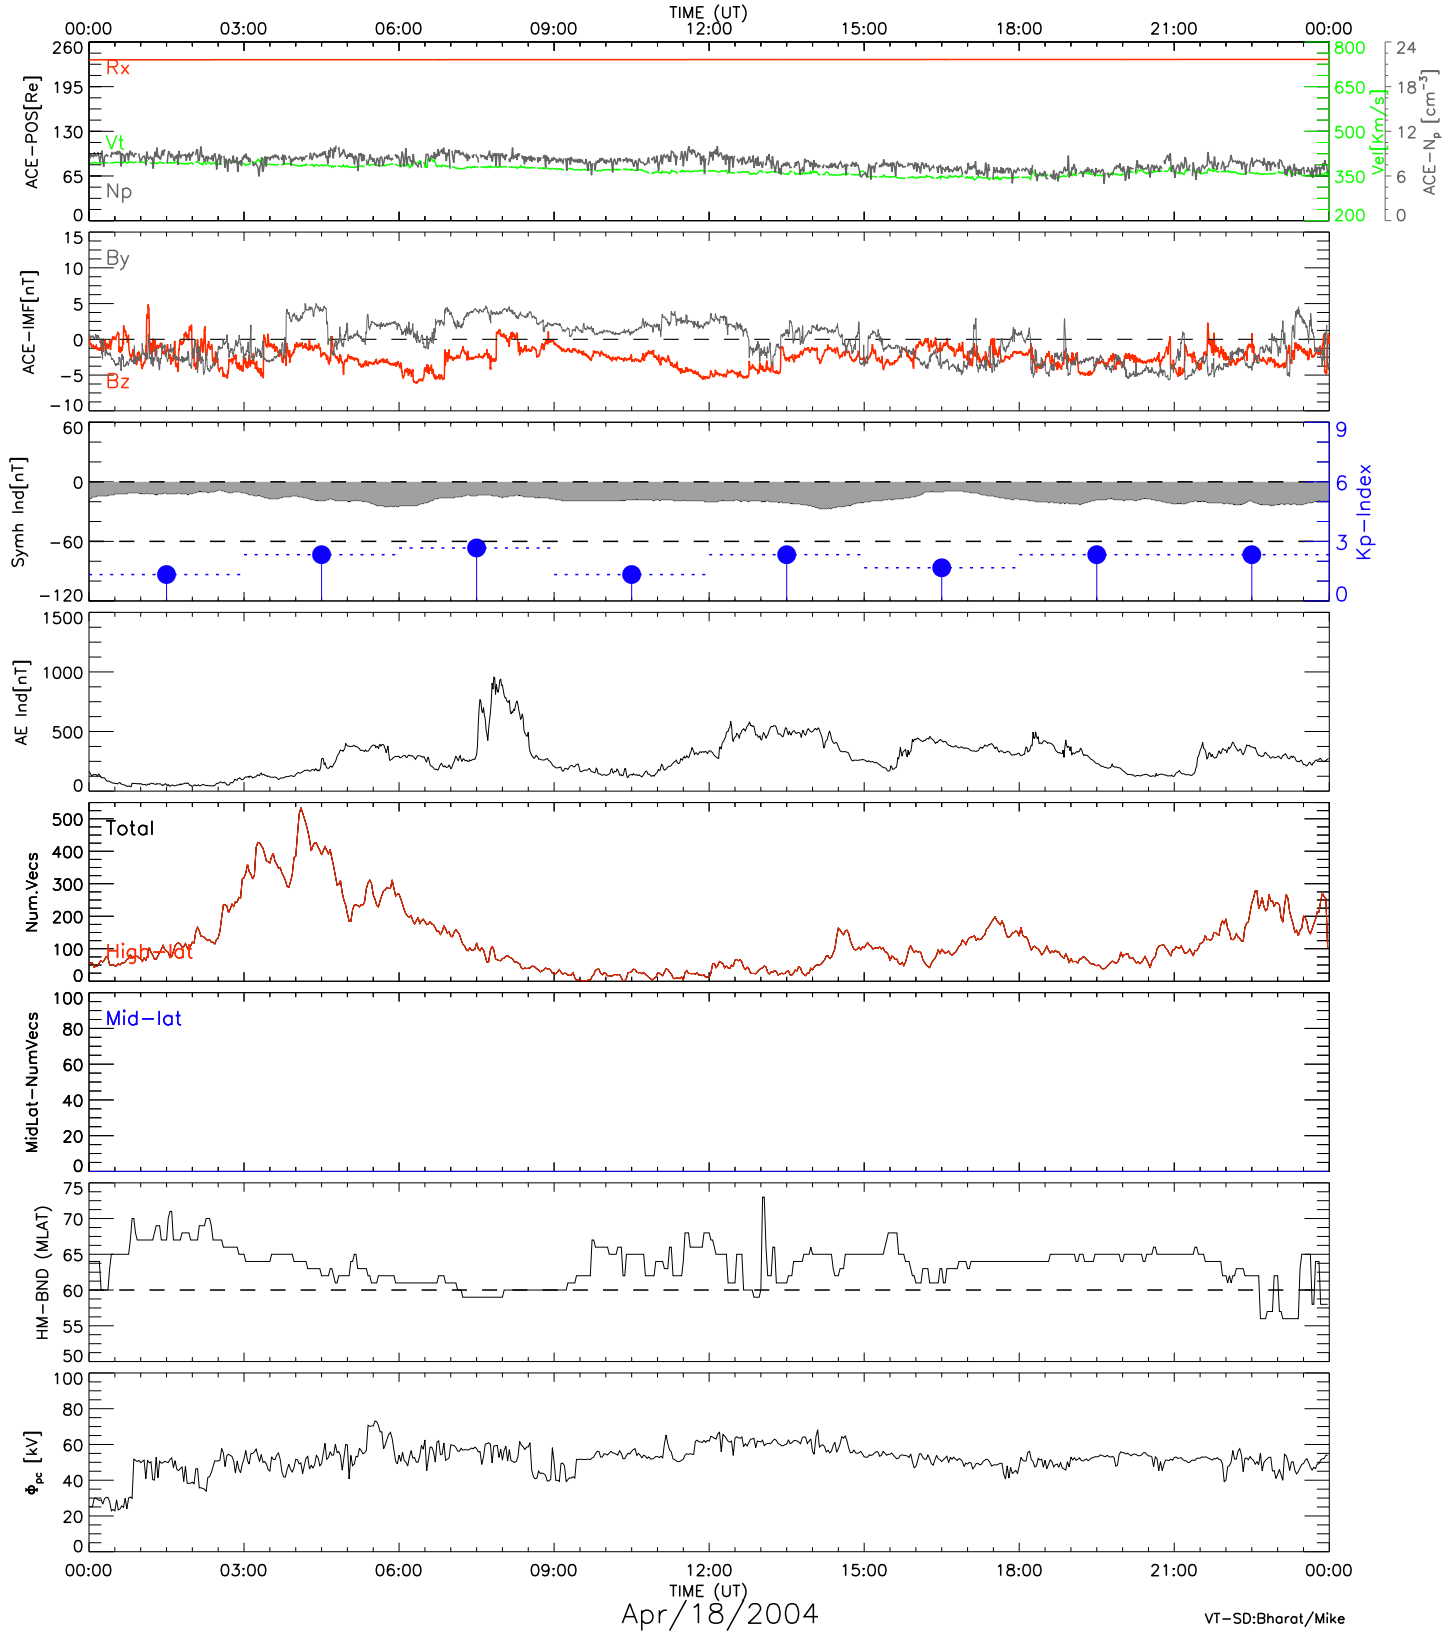 TIME (UT)
00:00 03:00 06:00 09:00 12:00 15:00 18:00 21:00 00:00
260 195 130 65 0
ACE-POS[Re]
Rx
Vt
Np
800 650 500 350 200
Vel[Km/s]
24 18 12 6 0
ACE-Np [cm-3]
15 10 5 0 -5 -10
ACE-IMF[nT]
By
Bz
60 0 -60 -120
Symh Ind[nT]
9 6 3 0
Kp-Index
1500 1000 500 0
AE Ind[nT]
500 400 300 200 100 0
Num.Vecs
Total
High-lat
100 80 60 40 20 0
MidLat-NumVecs
Mid-lat
75 70 65 60 55 50
HM-BND (MLAT)
100 80 60 40 20 0
Φpc [kV]
00:00 03:00 06:00 09:00 12:00 15:00 18:00 21:00 00:00
TIME (UT)
Apr/18/2004
VT-SD:Bharat/Mike